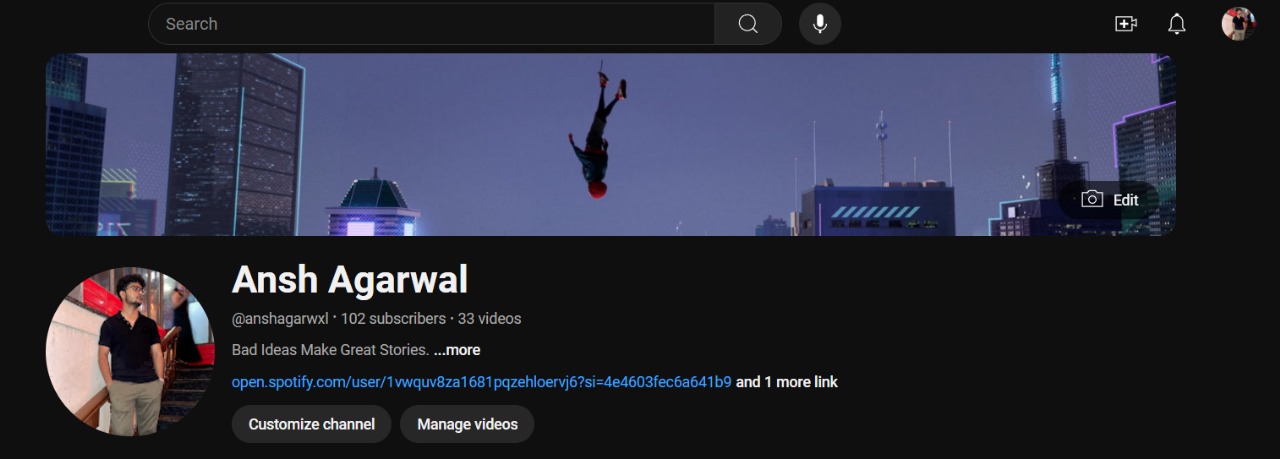 Search
Edit
Ansh Agarwal
@anshagarwxl · 102 subscribers · 33 videos
Bad Ideas Make Great Stories. ...more
open.spotify.com/user/1vwquv8za1681pqzehloervj6?si=4e4603fec6a641b9 and 1 more link
Customize channel Manage videos